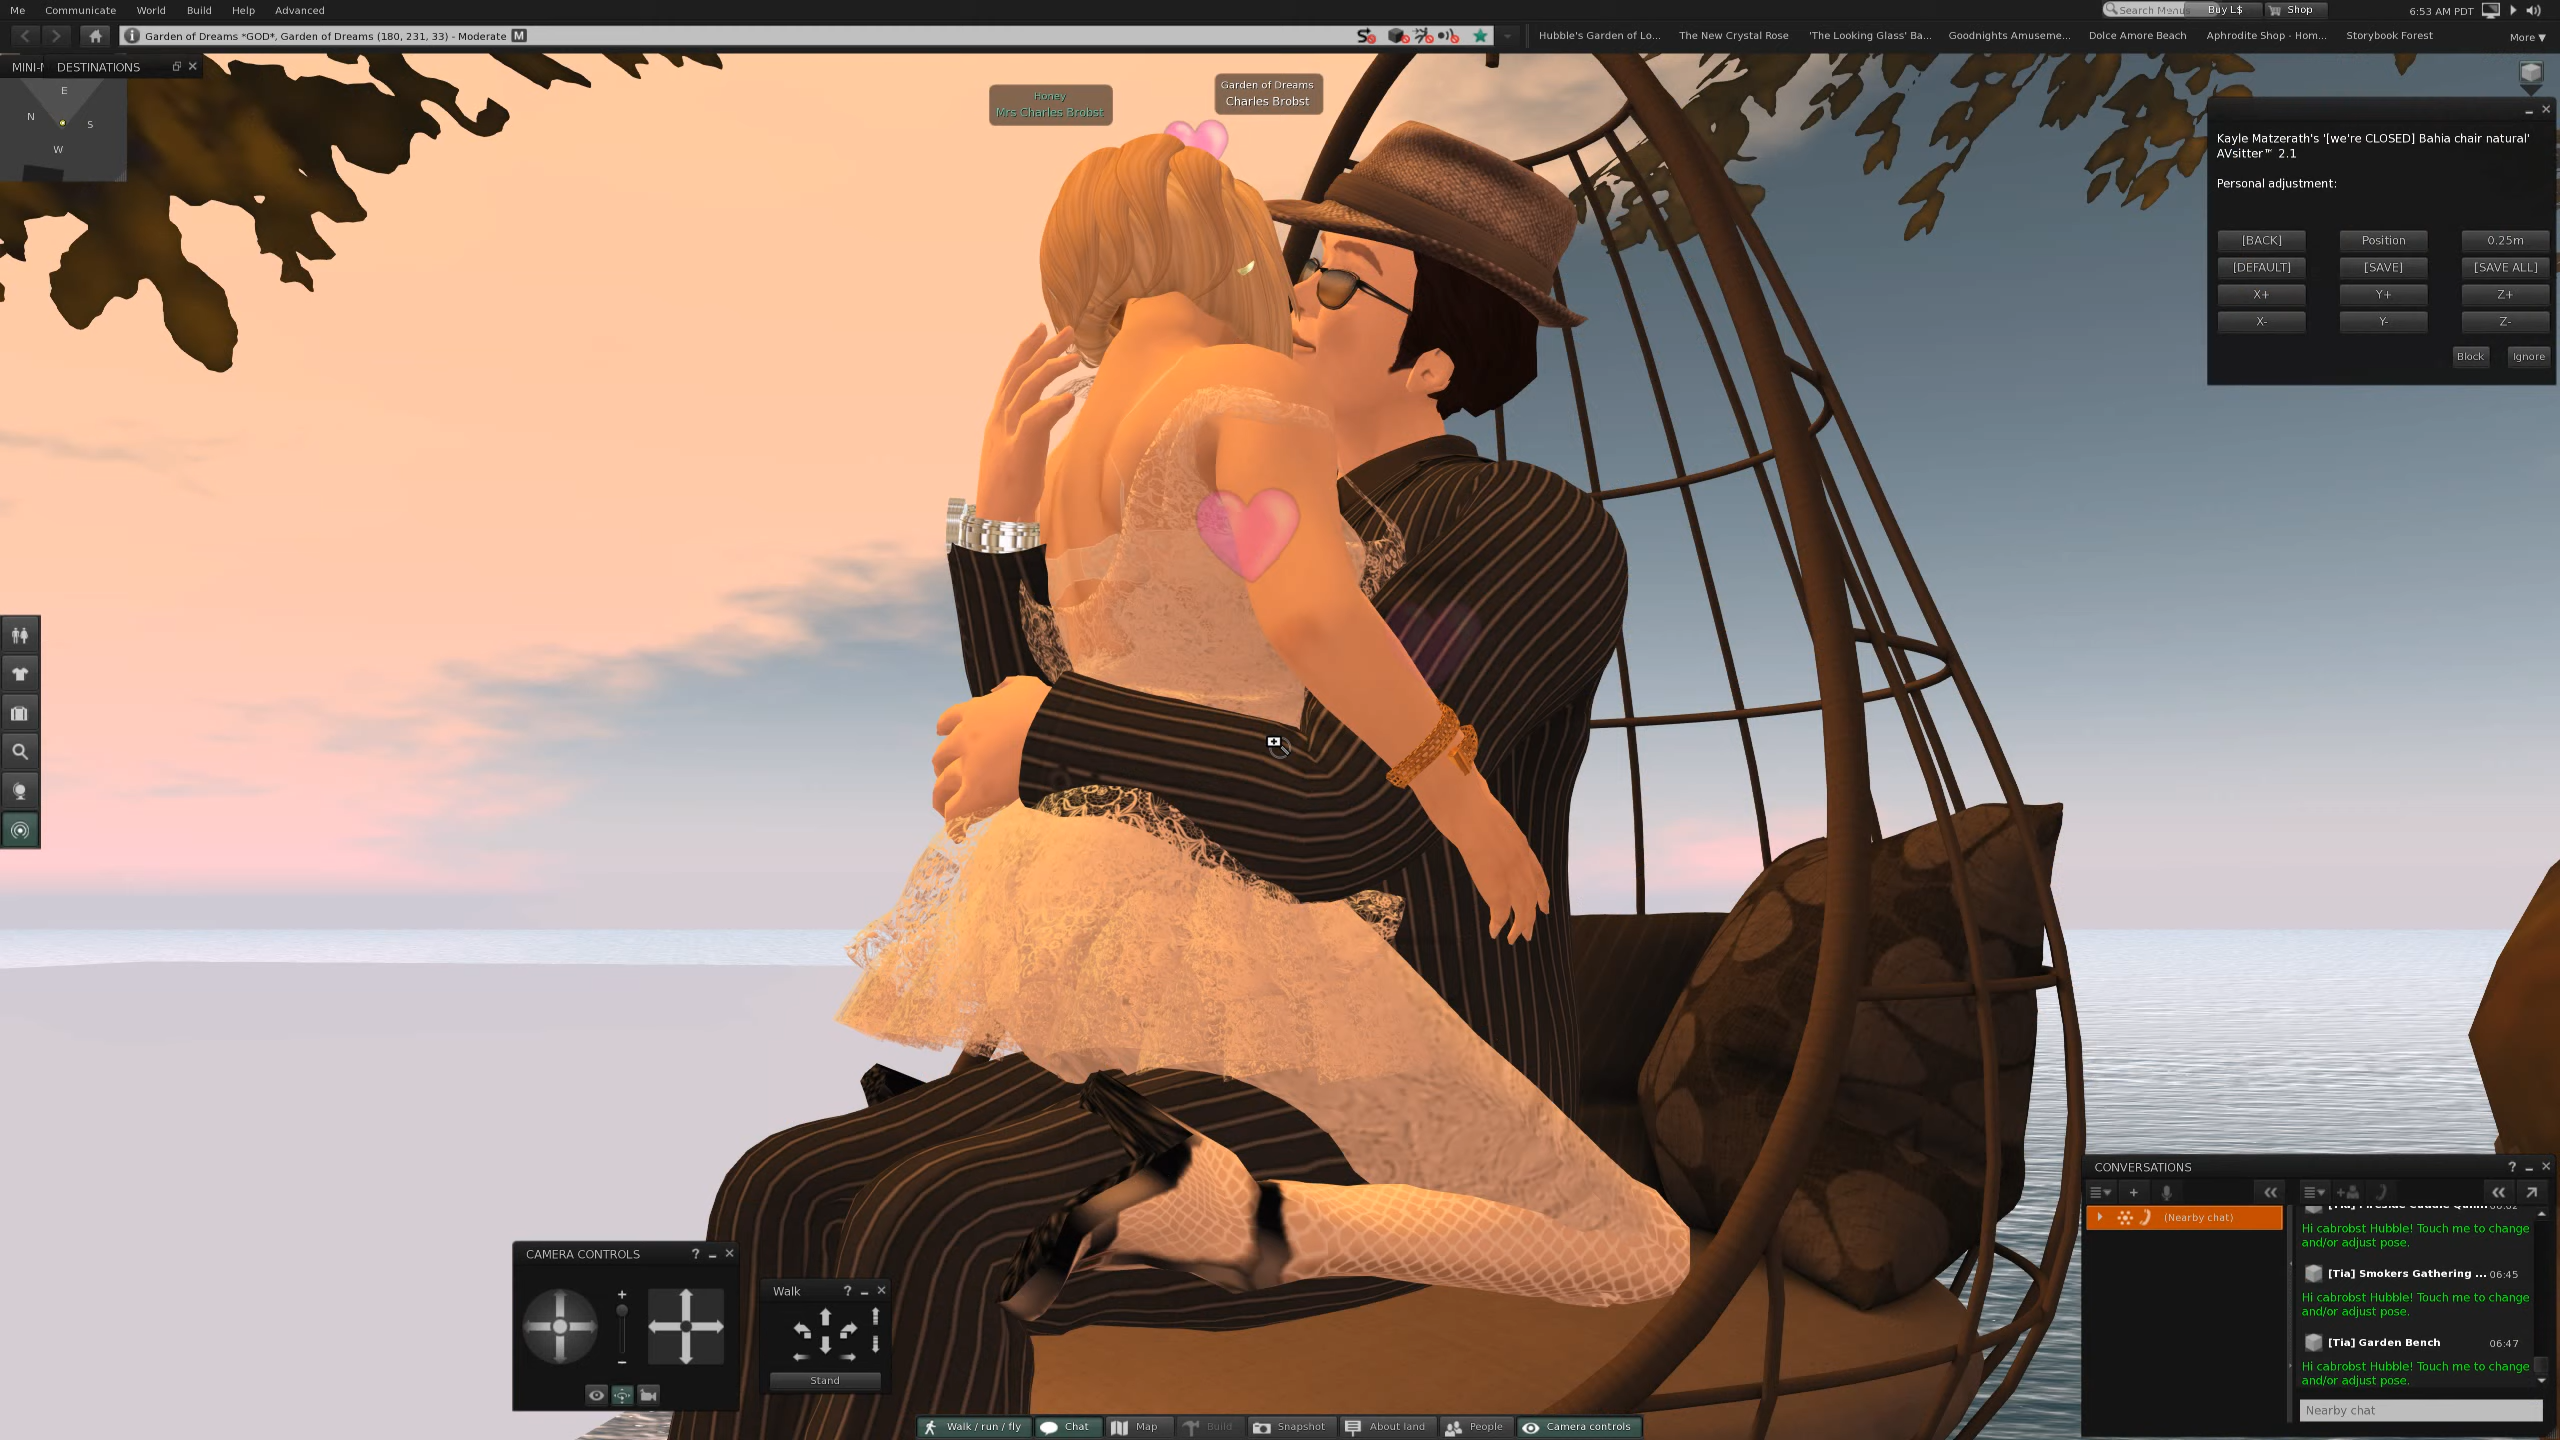 Me Communicate World Build Help Advanced
Search Menus Buy L$ Shop 6:53 AM PDT
Garden of Dreams *GOD*, Garden of Dreams (180, 231, 33) - Moderate M
Hubble's Garden of Lo... The New Crystal Rose 'The Looking Glass' Ba... Goodnights Amuseme... Dolce Amore Beach Aphrodite Shop - Hom... Storybook Forest More
DESTINATIONS
E
N S
W
Honey
Mrs Charles Brobst
Garden of Dreams
Charles Brobst
Kayle Matzerath's '[we're CLOSED] Bahia chair natural'
AVsitter™ 2.1
Personal adjustment:
[BACK] Position 0.25m
[DEFAULT] [SAVE] [SAVE ALL]
X+ Y+ Z+
X- Y- Z-
Block Ignore
CONVERSATIONS ?
(Nearby chat)
Hi cabrobst Hubble! Touch me to change
and/or adjust pose.
[Tia] Smokers Gathering ... 06:45
Hi cabrobst Hubble! Touch me to change
and/or adjust pose.
[Tia] Garden Bench 06:47
Hi cabrobst Hubble! Touch me to change
and/or adjust pose.
Nearby chat
CAMERA CONTROLS ?
Walk ?
Stand
Walk / run / fly Chat Map Build Snapshot About land People Camera controls